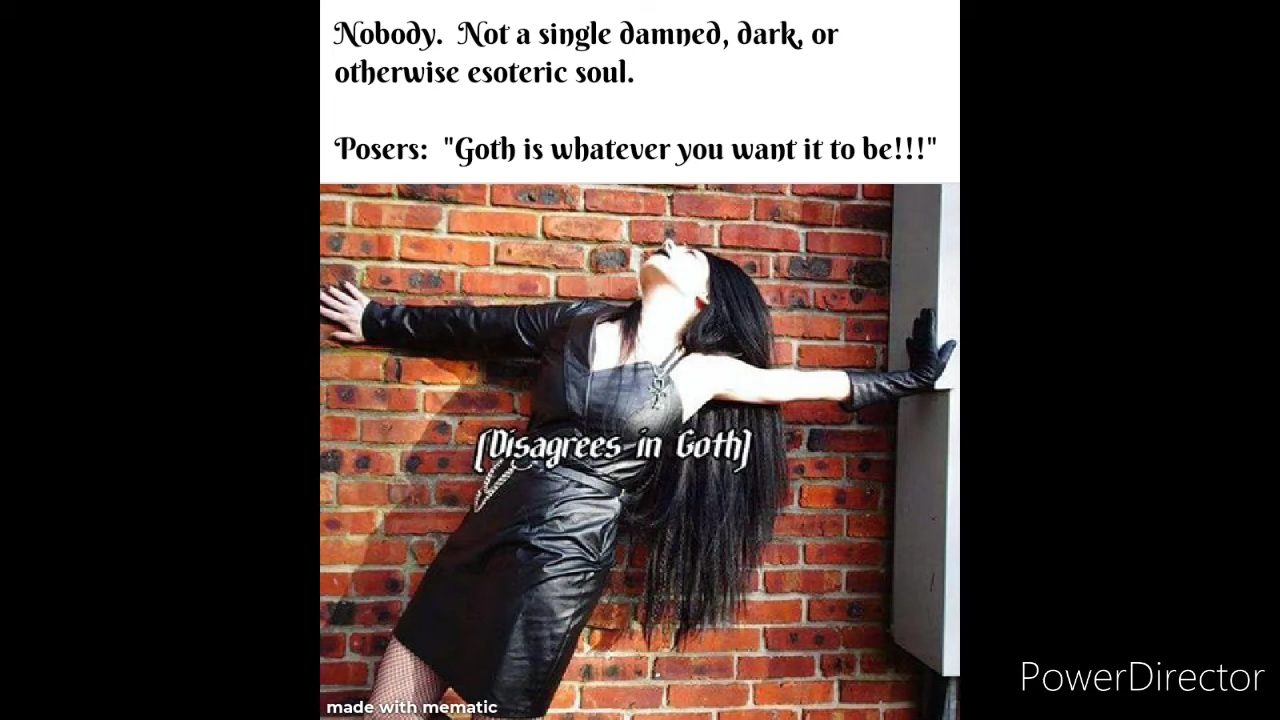 Nobody. Not a single damned, dark, or
otherwise esoteric soul.
Posers: "Goth is whatever you want it to be!!!"
(Disagrees in Goth)
made with mematic
PowerDirector